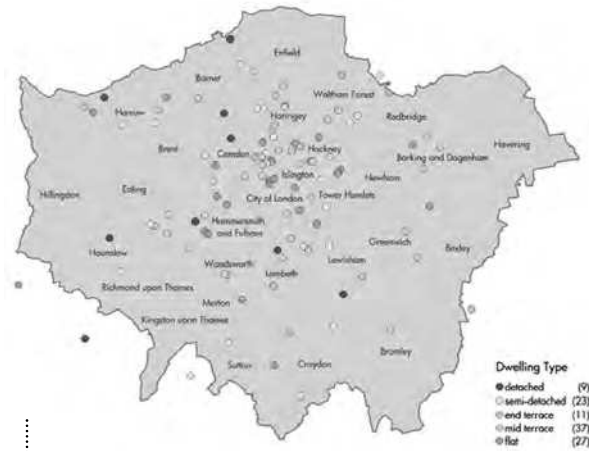 Enfield
Barnet
Waltham Forest
Harrow
Haringey
Redbridge
Havering
Brent
Camden
Hackney
Barking and Dagenham
Islington
Newham
Hillingdon
Ealing
City of London
Tower Hamlets
Hammersmith
and Fulham
Greenwich
Bexley
Hounslow
Wandsworth
Lambeth
Lewisham
Richmond upon Thames
Merton
Kingston upon Thames
Sutton
Croydon
Bromley
Dwelling Type
detached (9)
semi-detached (23)
end terrace (11)
mid terrace (37)
flat (27)